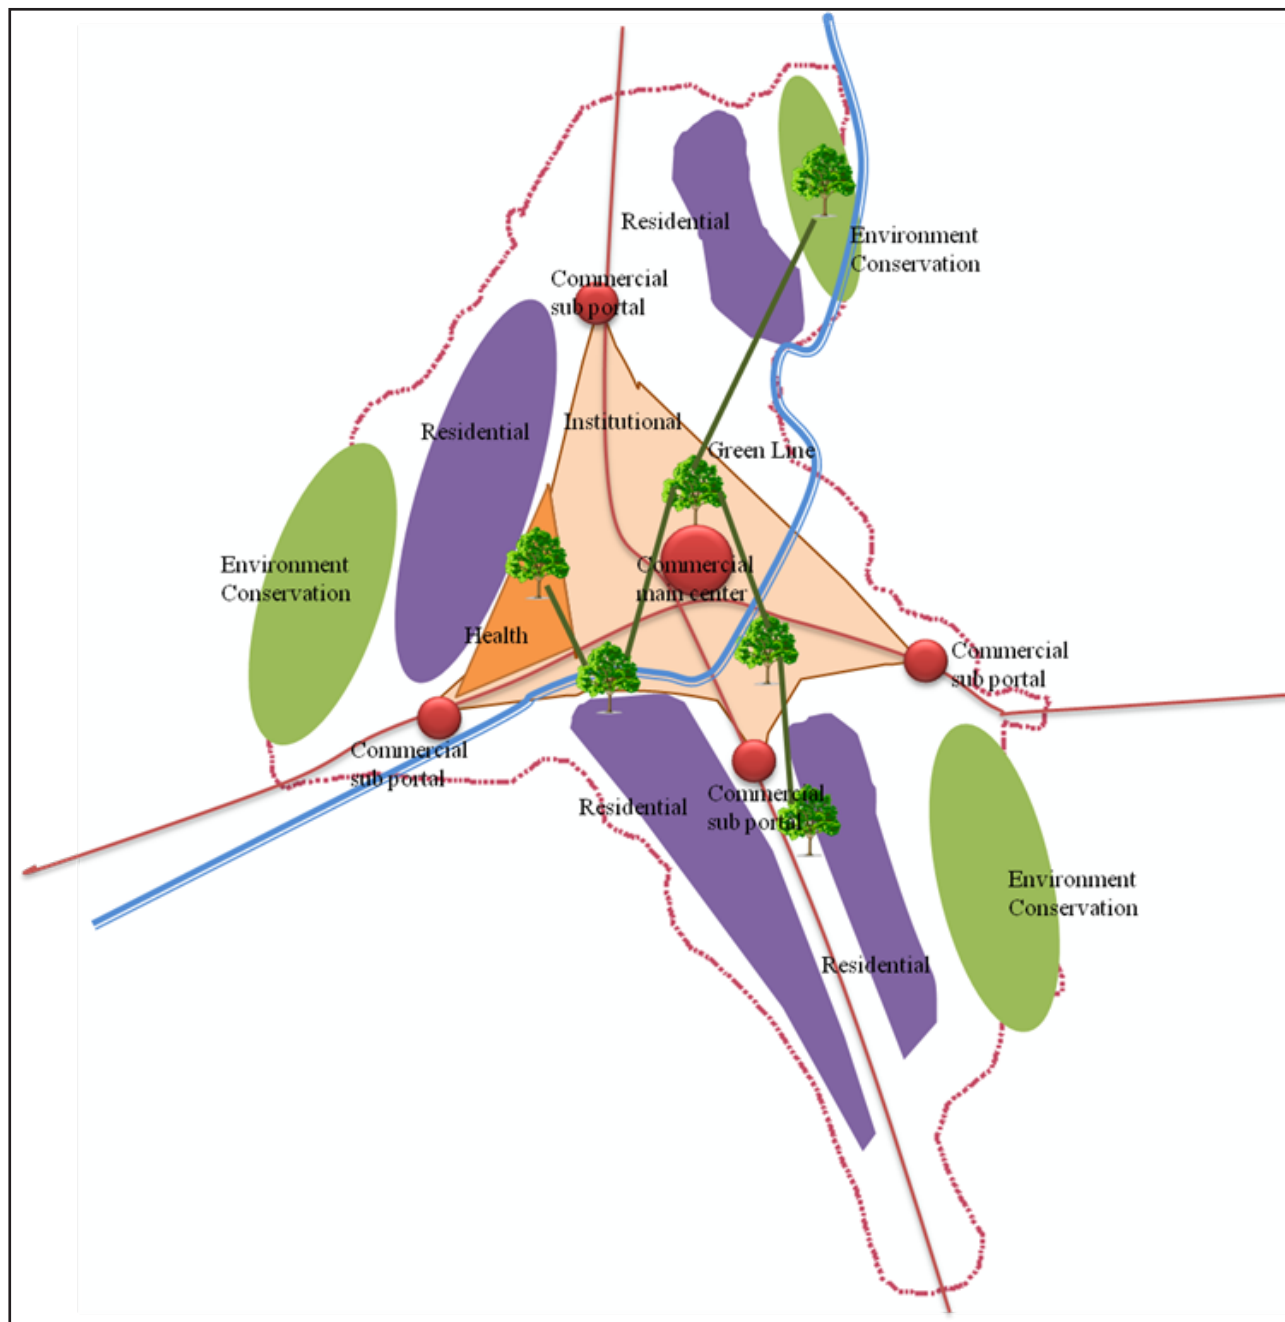 Residential
Environment
Conservation
Commercial
sub portal
Institutional
Residential
Green Line
Environment
Conservation
Commercial
main center
Health
Commercial
sub portal
Commercial
sub portal
Residential
Commercial
sub portal
Environment
Conservation
Residential